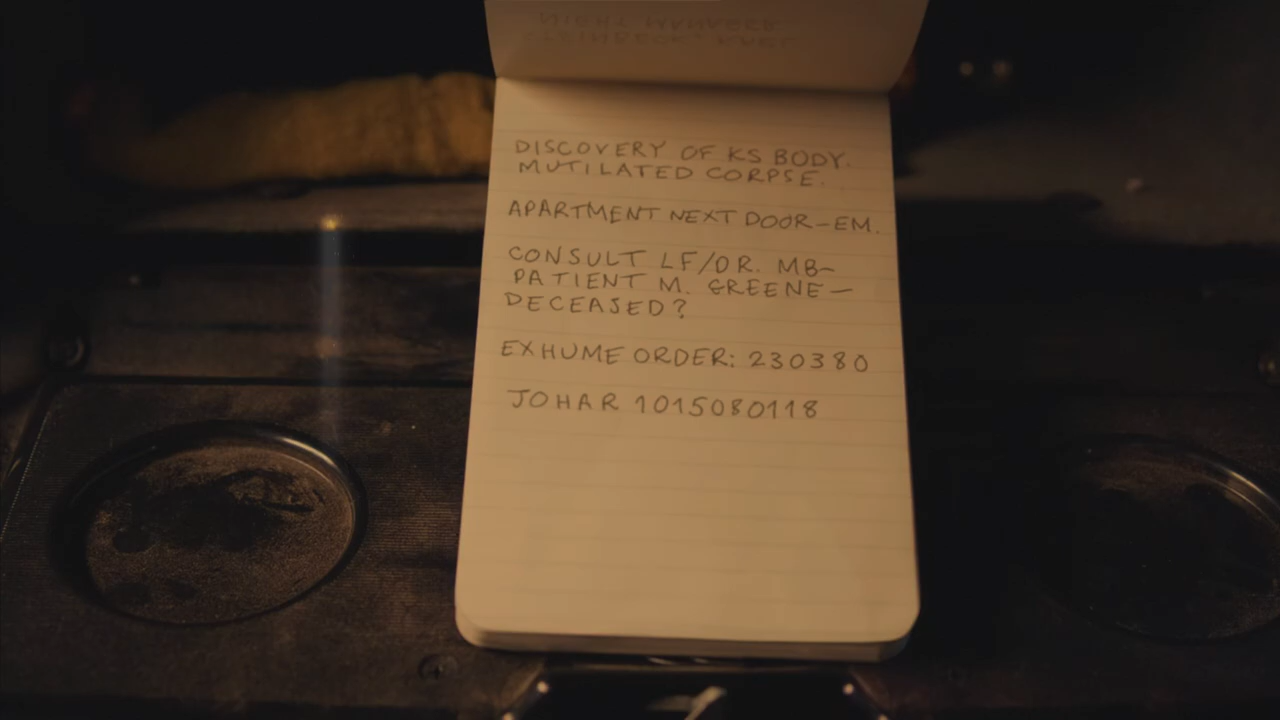 DISCOVERY OF KS BODY.
MUTILATED CORPSE.
APARTMENT NEXT DOOR-EM.
CONSULT LF/DR. MB-
PATIENT M. GREENE-
DECEASED?
EXHUME ORDER: 230380
JOHAR 1015080118